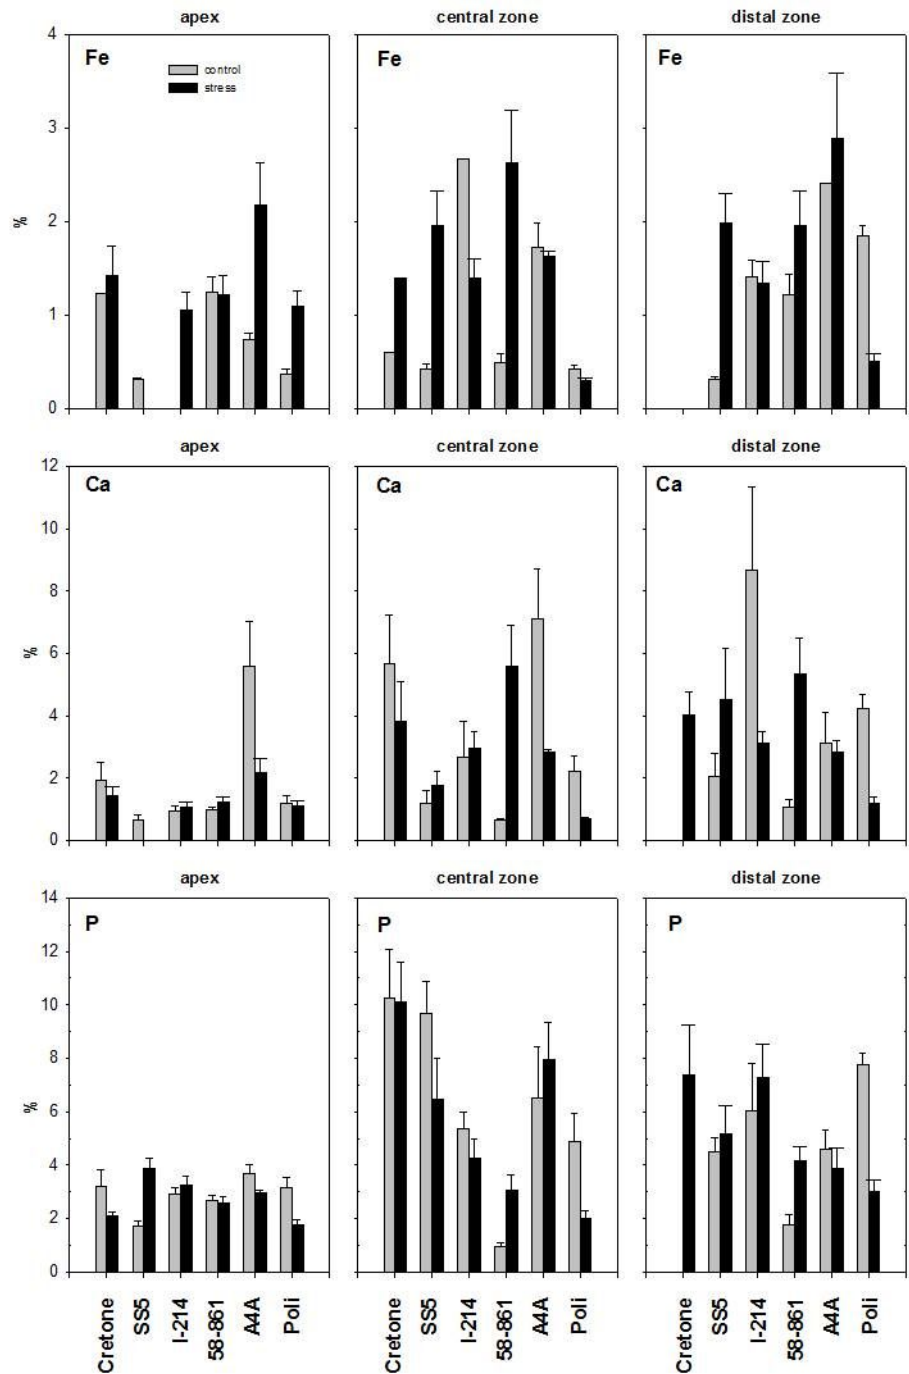 apex central zone distal zone
Fe Fe Fe
control
stress
4
3
2
1
0
%
apex central zone distal zone
Ca Ca Ca
12
10
8
6
4
2
0
%
apex central zone distal zone
P P P
14
12
10
8
6
4
2
0
%
Cretone SS5 I-214 58-861 A4A Poli Cretone SS5 I-214 58-861 A4A Poli Cretone SS5 I-214 58-861 A4A Poli